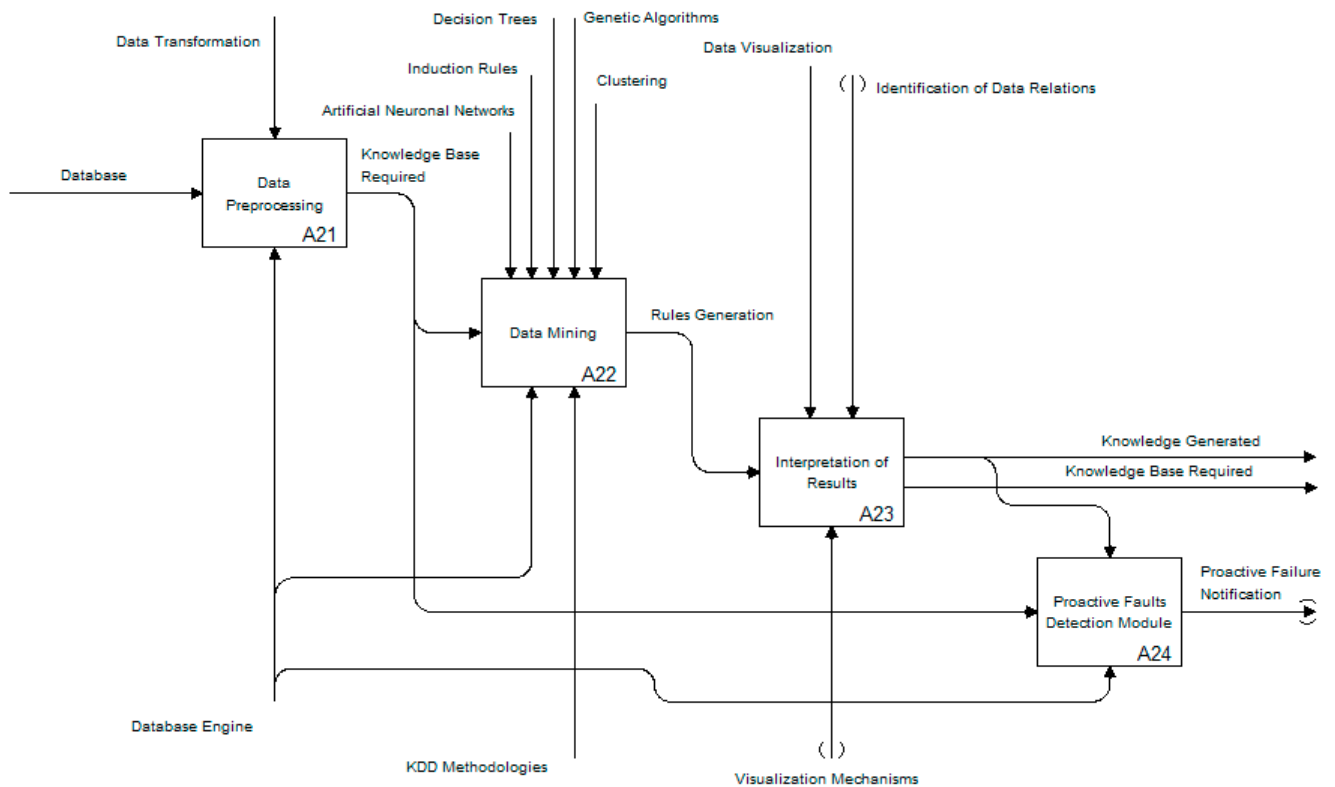 Decision Trees
Genetic Algorithms
Data Transformation
Data Visualization
Induction Rules
Clustering
Identification of Data Relations
Artificial Neuronal Networks
Knowledge Base
Required
Database
Data
Preprocessing
A21
Data Mining
A22
Rules Generation
Interpretation of
Results
A23
Knowledge Generated
Knowledge Base Required
Proactive Failure
Notification
Proactive Faults
Detection Module
A24
Database Engine
KDD Methodologies
Visualization Mechanisms